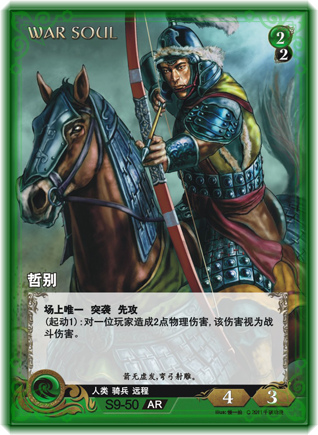 WAR SOUL
2
2
哲别
场上唯一 突袭 先攻
(起动1):对一位玩家造成2点物理伤害,该伤害视为战
斗伤害。
箭无虚发,弯弓射雕。
人类 骑兵 远程
S9-50 AR
4 3